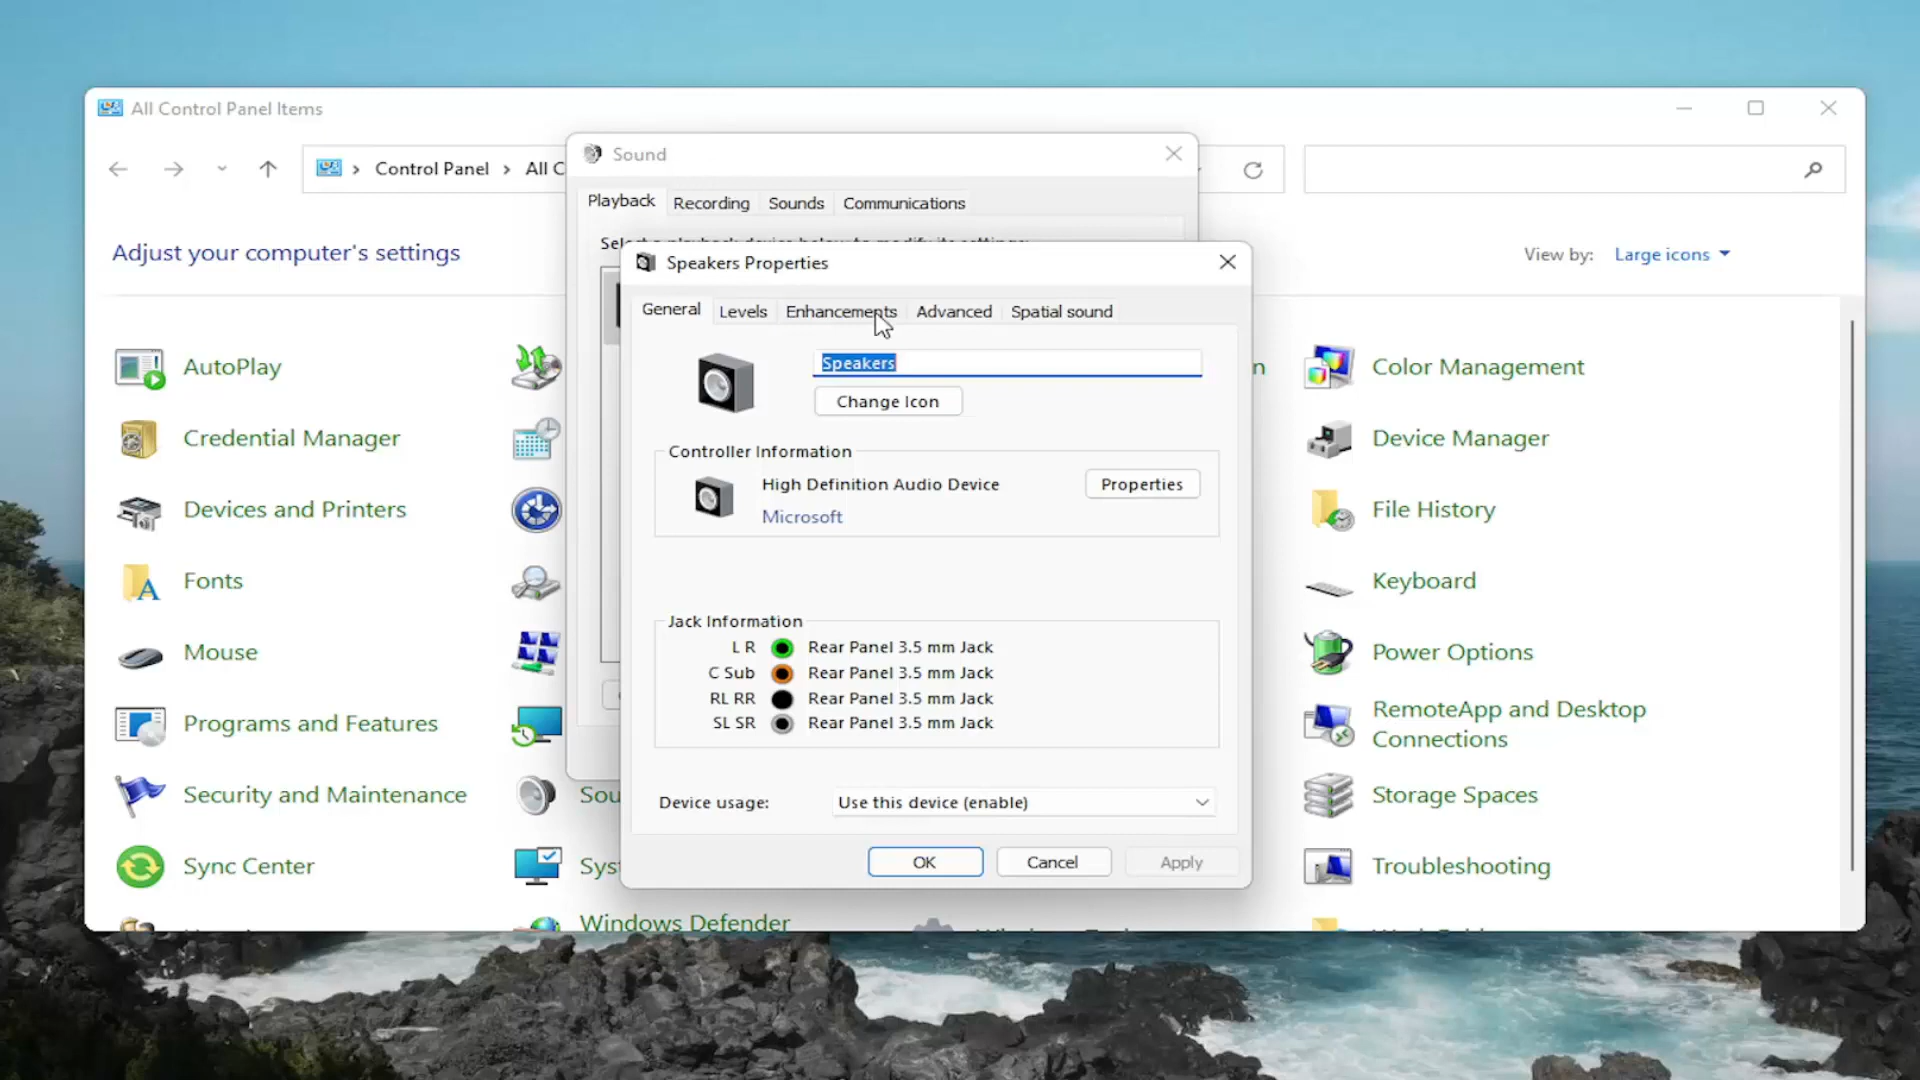 All Control Panel Items
Control Panel > All C
Adjust your computer's settings
View by: Large icons
AutoPlay
Credential Manager
Devices and Printers
Fonts
Mouse
Programs and Features
Security and Maintenance
Sync Center
Windows Defender
Color Management
Device Manager
File History
Keyboard
Power Options
RemoteApp and Desktop
Connections
Storage Spaces
Troubleshooting
Sound
Playback Recording Sounds Communications
Select a playback device below to modify its settings:
Speakers Properties
General Levels Enhancements Advanced Spatial sound
Speakers
Change Icon
Controller Information
High Definition Audio Device
Properties
Microsoft
Jack Information
L R Rear Panel 3.5 mm Jack
C Sub Rear Panel 3.5 mm Jack
RL RR Rear Panel 3.5 mm Jack
SL SR Rear Panel 3.5 mm Jack
Device usage: Use this device (enable)
OK Cancel Apply